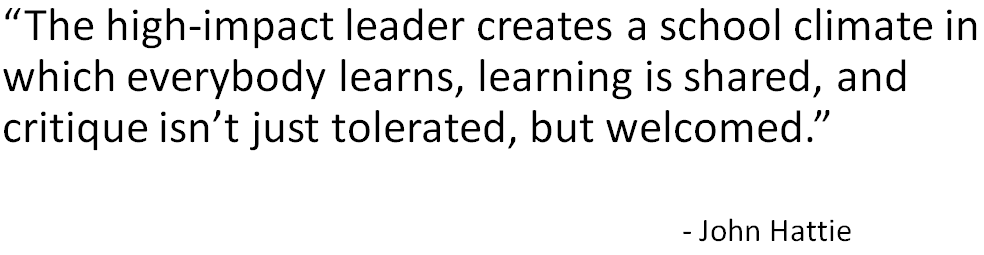 “The high-impact leader creates a school climate in
which everybody learns, learning is shared, and
critique isn’t just tolerated, but welcomed.”
- John Hattie